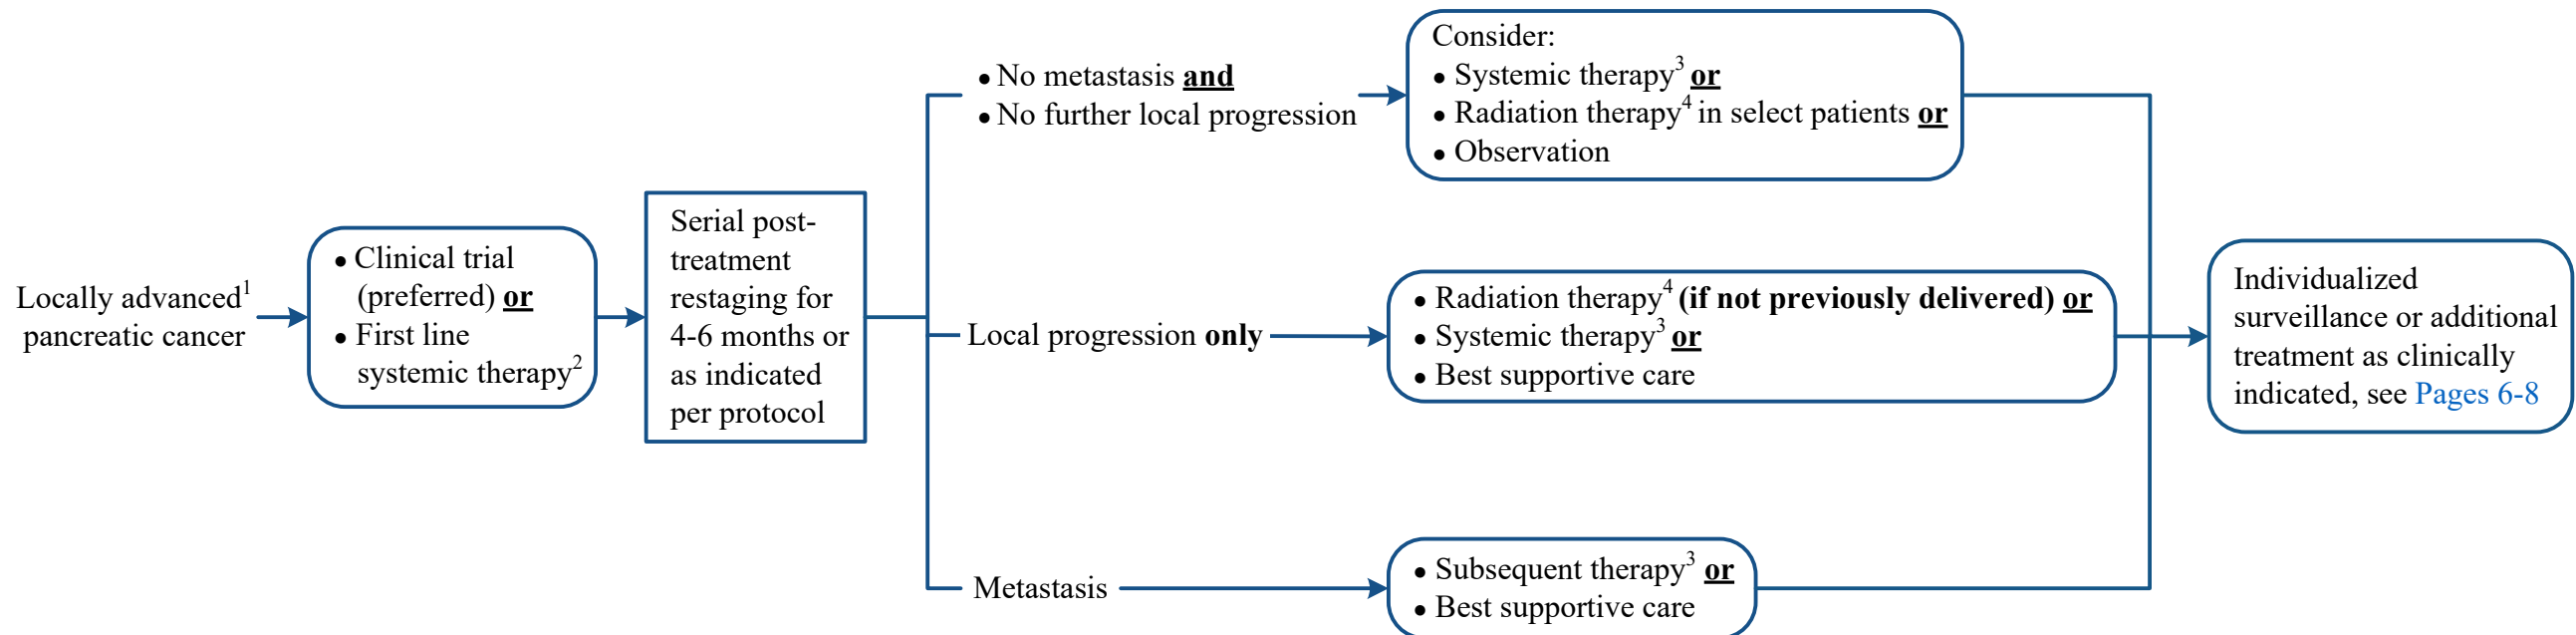 Locally advanced¹
pancreatic cancer
• Clinical trial
(preferred) or
• First line
systemic therapy²
Serial post-
treatment
restaging for
4-6 months or
as indicated
per protocol
• No metastasis and
• No further local progression
Consider:
• Systemic therapy³ or
• Radiation therapy⁴ in select patients or
• Observation
Local progression only
• Radiation therapy⁴ (if not previously delivered) or
• Systemic therapy³ or
• Best supportive care
Metastasis
• Subsequent therapy³ or
• Best supportive care
Individualized
surveillance or additional
treatment as clinically
indicated, see Pages 6-8